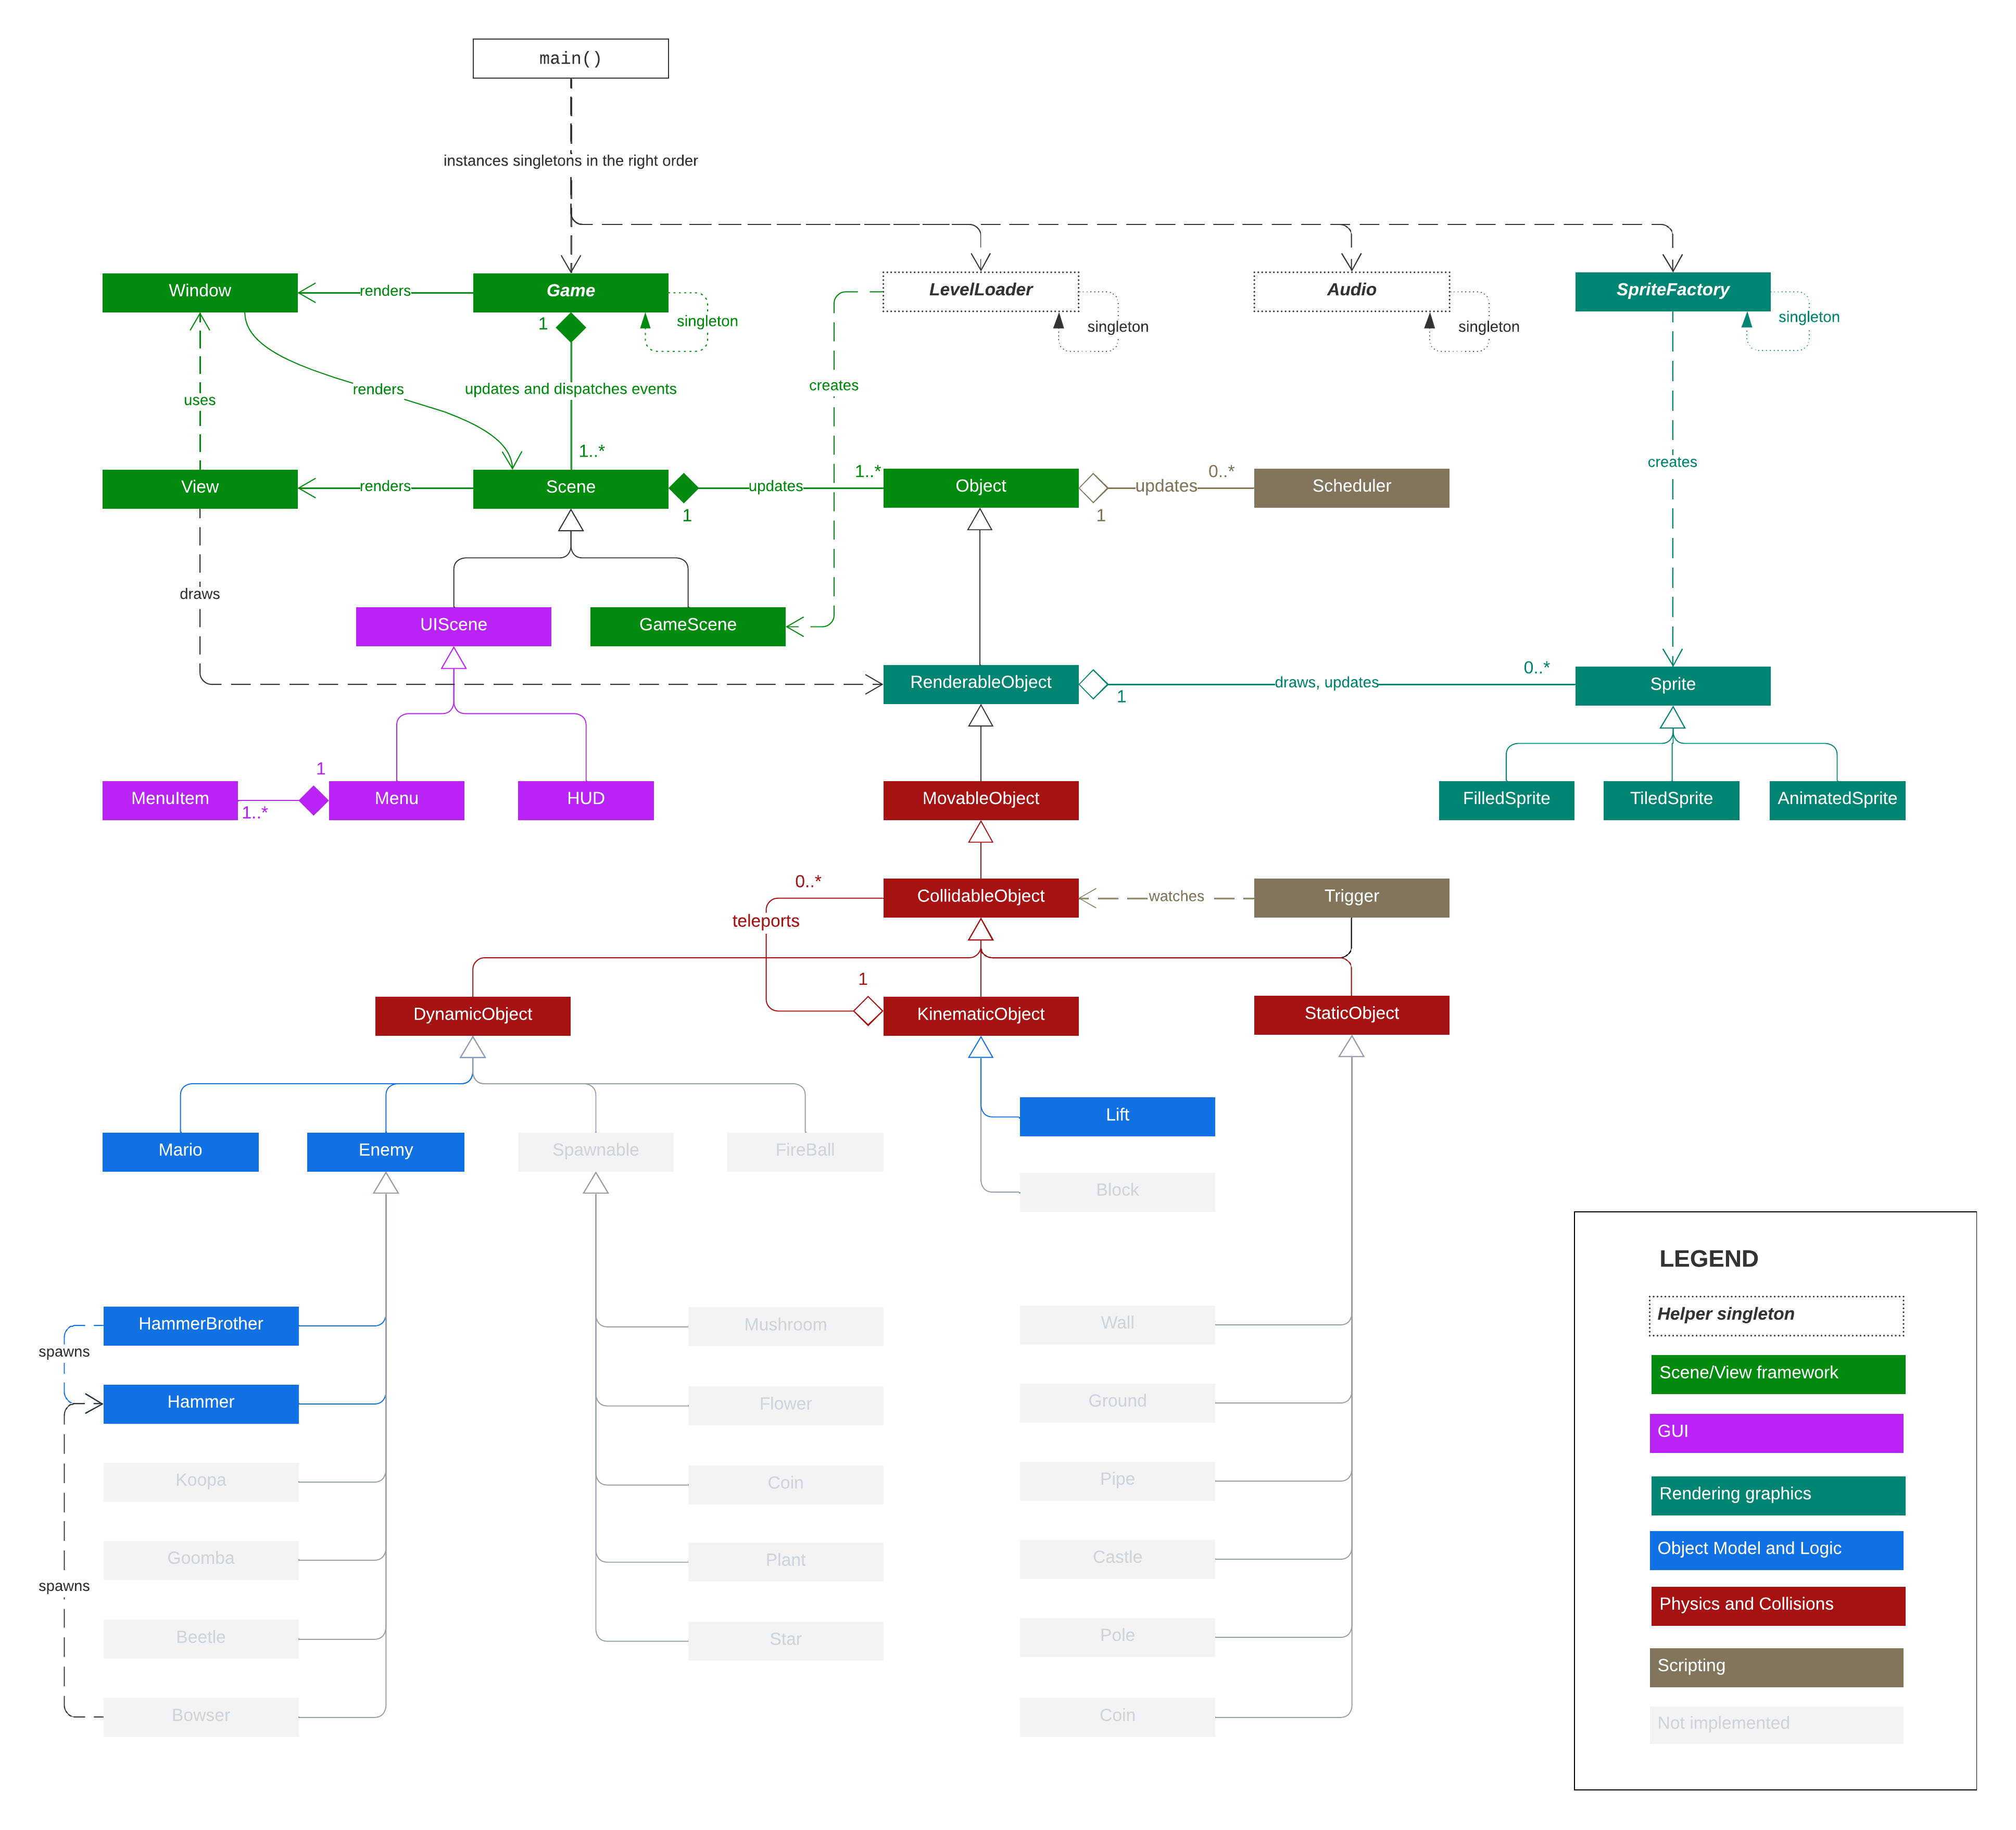 main()
instances singletons in the right order
Window
renders
Game
singleton
LevelLoader
singleton
Audio
singleton
SpriteFactory
singleton
1
uses
renders
updates and dispatches events
creates
creates
1..*
View
renders
Scene
updates
1..*
1
Object
updates
0..*
1
Scheduler
draws
UIScene
GameScene
RenderableObject
1
draws, updates
0..*
Sprite
MenuItem
1..*
1
Menu
HUD
MovableObject
FilledSprite
TiledSprite
AnimatedSprite
0..*
teleports
CollidableObject
watches
Trigger
1
DynamicObject
KinematicObject
StaticObject
Mario
Enemy
Spawnable
FireBall
Lift
Block
HammerBrother
spawns
Hammer
Koopa
Goomba
spawns
Beetle
Bowser
Mushroom
Flower
Coin
Plant
Star
Wall
Ground
Pipe
Castle
Pole
Coin
LEGEND
Helper singleton
Scene/View framework
GUI
Rendering graphics
Object Model and Logic
Physics and Collisions
Scripting
Not implemented